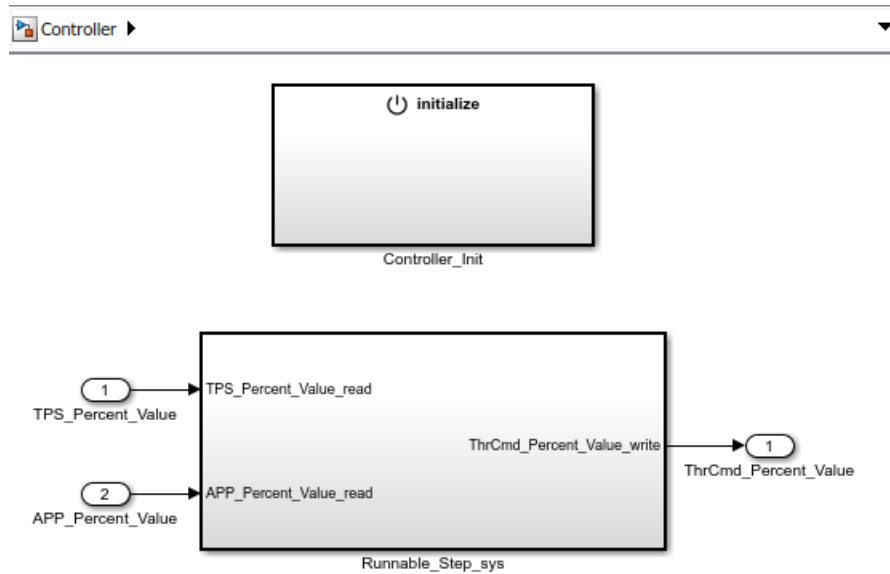 Controller
initialize
Controller_Init
1
TPS_Percent_Value_read
TPS_Percent_Value
ThrCmd_Percent_Value_write
1
ThrCmd_Percent_Value
2
APP_Percent_Value_read
APP_Percent_Value
Runnable_Step_sys